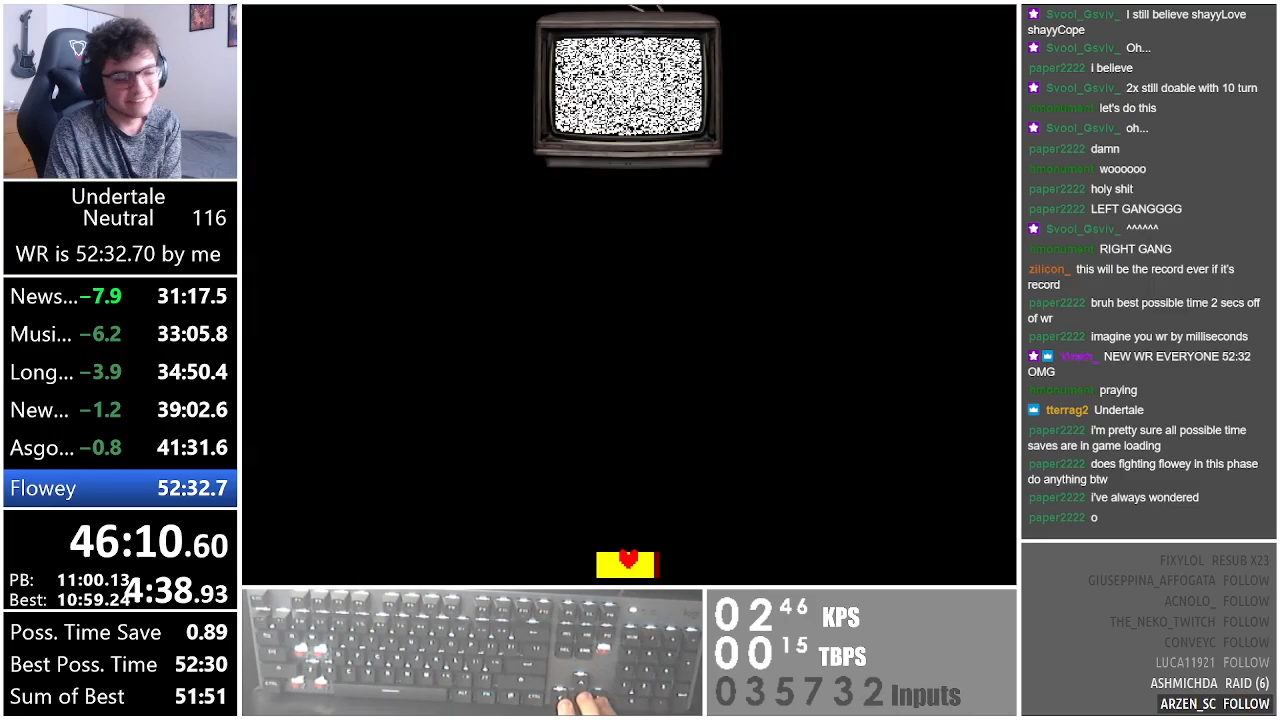 Undertale
Neutral 116
WR is 52:32.70 by me
News... −7.9 31:17.5
Musi... −6.2 33:05.8
Long... −3.9 34:50.4
New... −1.2 39:02.6
Asgo... −0.8 41:31.6
Flowey 52:32.7
46:10.60
PB: 11:00.13
Best: 10:59.24
4:38.93
Poss. Time Save 0.89
Best Poss. Time 52:30
Sum of Best 51:51
02 46 KPS
00 15 TBPS
035732 Inputs
Svool_Gsviv_ I still believe shayyLove
shayyCope
Svool_Gsviv_ Oh...
paper2222 I believe
Svool_Gsviv_ 2x still doable with 10 turn
let's do this
Svool_Gsviv_ oh...
paper2222 damn
woooooo
paper2222 holy shit
paper2222 LEFT GANGGGG
Svool_Gsviv_ ^^^^^^
RIGHT GANG
zilicon_ this will be the record ever if it's
record
paper2222 bruh best possible time 2 secs off
of wr
paper2222 imagine you wr by milliseconds
NEW WR EVERYONE 52:32
OMG
praying
tterrag2 Undertale
paper2222 i'm pretty sure all possible time
saves are in game loading
paper2222 does fighting flowey in this phase
do anything btw
paper2222 i've always wondered
paper2222 o
FIXYLOL RESUB X23
GIUSEPPINA_AFFOGATA FOLLOW
ACNOLO_ FOLLOW
THE_NEKO_TWITCH FOLLOW
CONVEYC FOLLOW
LUCA11921 FOLLOW
ASHMICHDA RAID (6)
ARZEN_SC FOLLOW